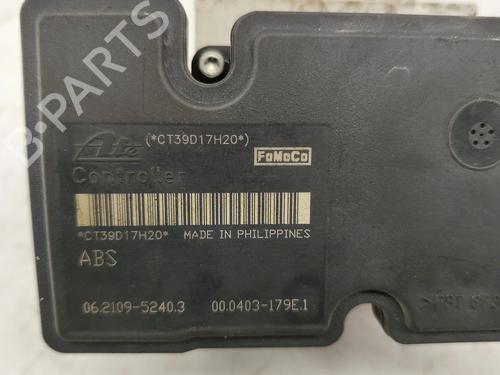 B-PARTS
Ate (*CT39D17H20*)
FoMoCo
Controller
*CT39D17H20* MADE IN PHILIPPINES
ABS
06.2109-5240.3 00.0403-179E.1